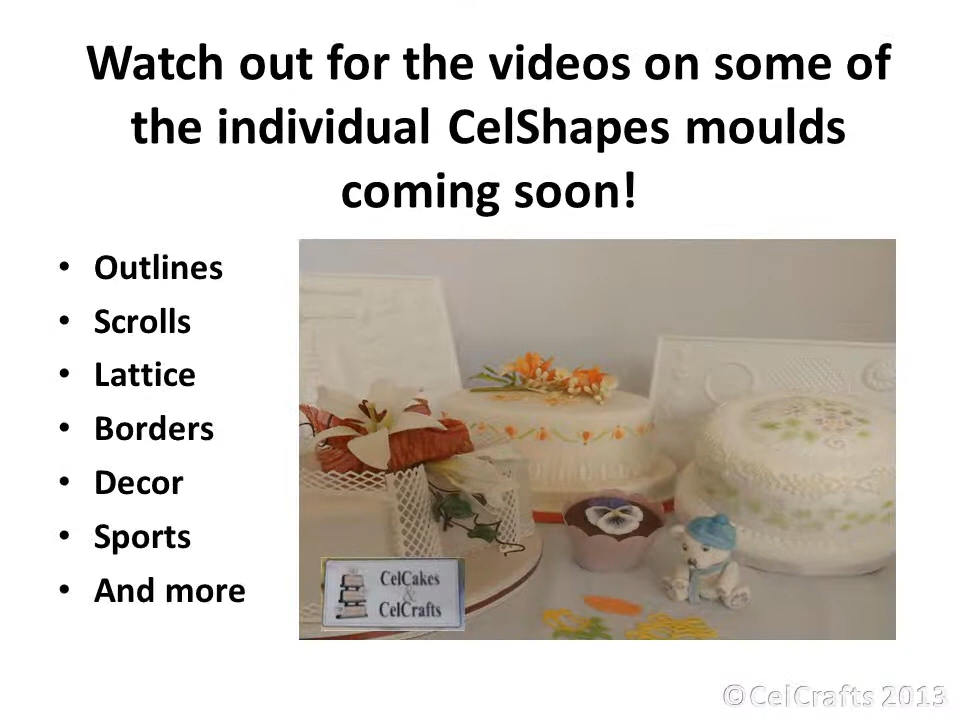 Watch out for the videos on some of
the individual CelShapes moulds
coming soon!
• Outlines
• Scrolls
• Lattice
• Borders
• Decor
• Sports
• And more
CelCakes
&
CelCrafts
©CelCrafts 2013